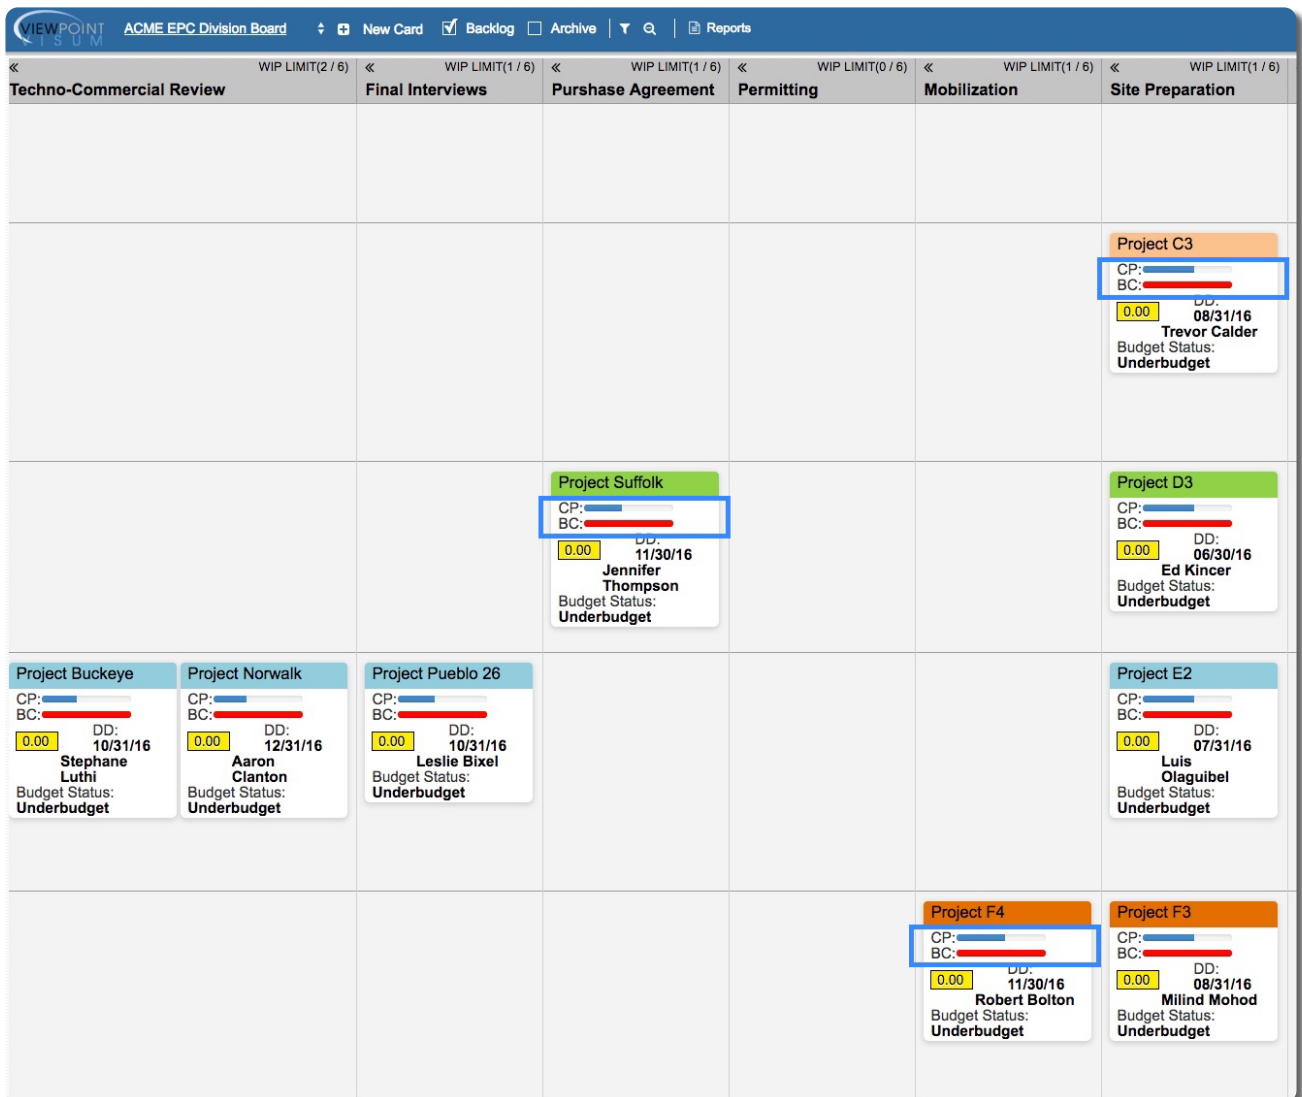 VIEWPOINT
VISUM
ACME EPC Division Board New Card Backlog Archive Reports
WIP LIMIT(2 / 6) WIP LIMIT(1 / 6) WIP LIMIT(1 / 6) WIP LIMIT(0 / 6) WIP LIMIT(1 / 6) WIP LIMIT(1 / 6)
Techno-Commercial Review Final Interviews Purshase Agreement Permitting Mobilization Site Preparation
Project C3
CP:
BC:
DD:
0.00 08/31/16
Trevor Calder
Budget Status:
Underbudget
Project Suffolk
CP:
BC:
DD:
0.00 11/30/16
Jennifer
Thompson
Budget Status:
Underbudget
Project D3
CP:
BC:
DD:
0.00 06/30/16
Ed Kincer
Budget Status:
Underbudget
Project Buckeye
CP:
BC:
DD:
0.00 10/31/16
Stephane
Luthi
Budget Status:
Underbudget
Project Norwalk
CP:
BC:
DD:
0.00 12/31/16
Aaron
Clanton
Budget Status:
Underbudget
Project Pueblo 26
CP:
BC:
DD:
0.00 10/31/16
Leslie Bixel
Budget Status:
Underbudget
Project E2
CP:
BC:
DD:
0.00 07/31/16
Luis
Olaguibel
Budget Status:
Underbudget
Project F4
CP:
BC:
DD:
0.00 11/30/16
Robert Bolton
Budget Status:
Underbudget
Project F3
CP:
BC:
DD:
0.00 08/31/16
Milind Mohod
Budget Status:
Underbudget